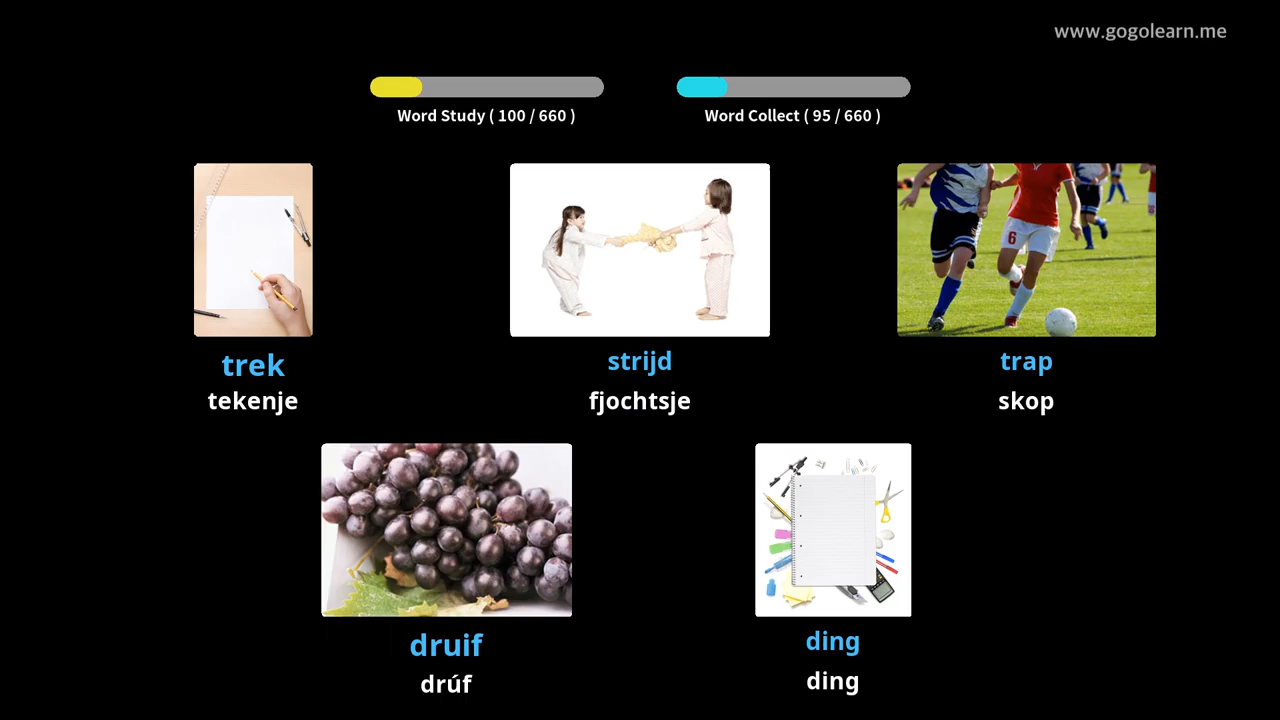 www.gogolearn.me
Word Study ( 100 / 660 )
Word Collect ( 95 / 660 )
trek
tekenje
strijd
fjochtsje
trap
skop
druif
drúf
ding
ding